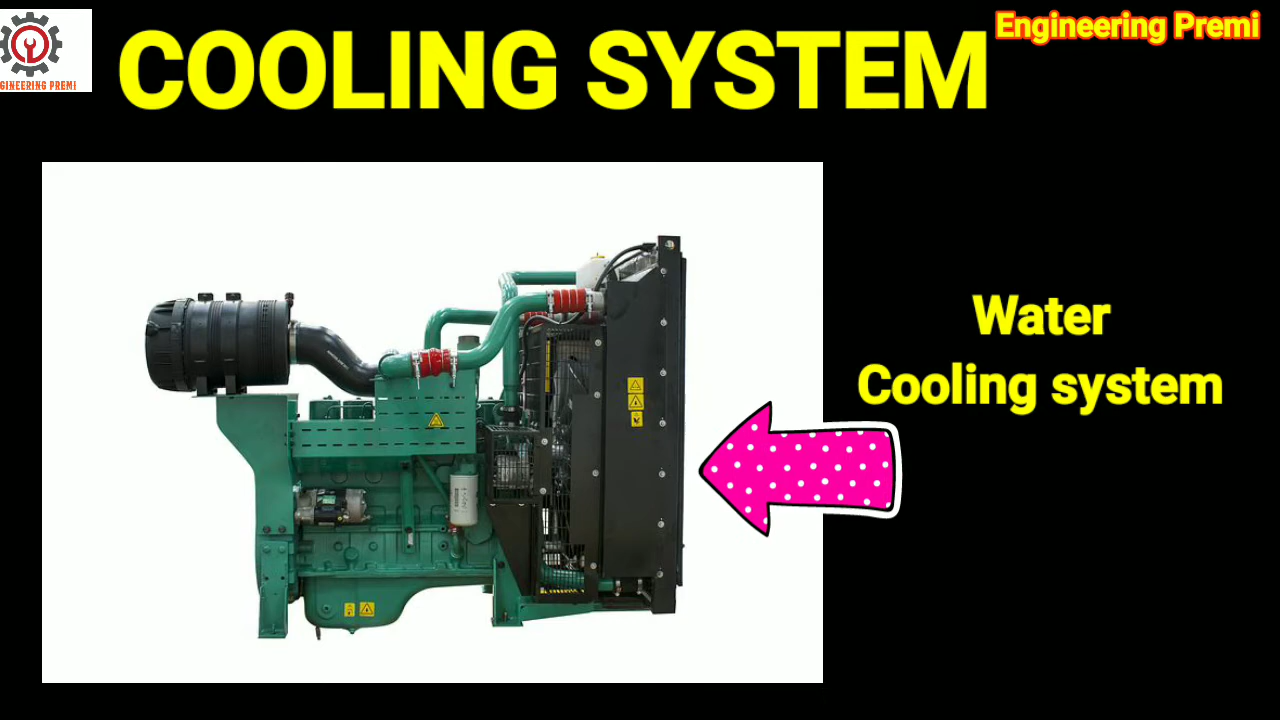 COOLING SYSTEM
Engineering Premi
GINEERING PREMI
Water
Cooling system